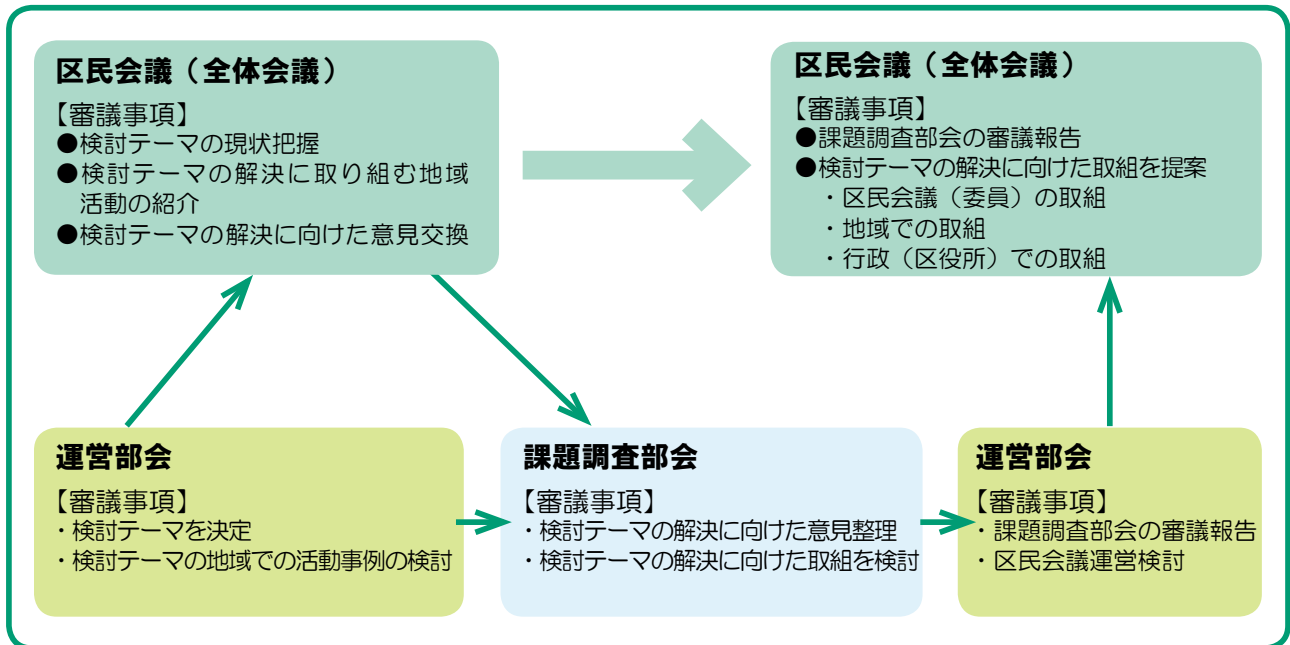 区民会議（全体会議）
【審議事項】
●検討テーマの現状把握
●検討テーマの解決に取り組む地域
活動の紹介
●検討テーマの解決に向けた意見交換
区民会議（全体会議）
【審議事項】
●課題調査部会の審議報告
●検討テーマの解決に向けた取組を提案
・区民会議（委員）の取組
・地域での取組
・行政（区役所）での取組
運営部会
【審議事項】
・検討テーマを決定
・検討テーマの地域での活動事例の検討
課題調査部会
【審議事項】
・検討テーマの解決に向けた意見整理
・検討テーマの解決に向けた取組を検討
運営部会
【審議事項】
・課題調査部会の審議報告
・区民会議運営検討